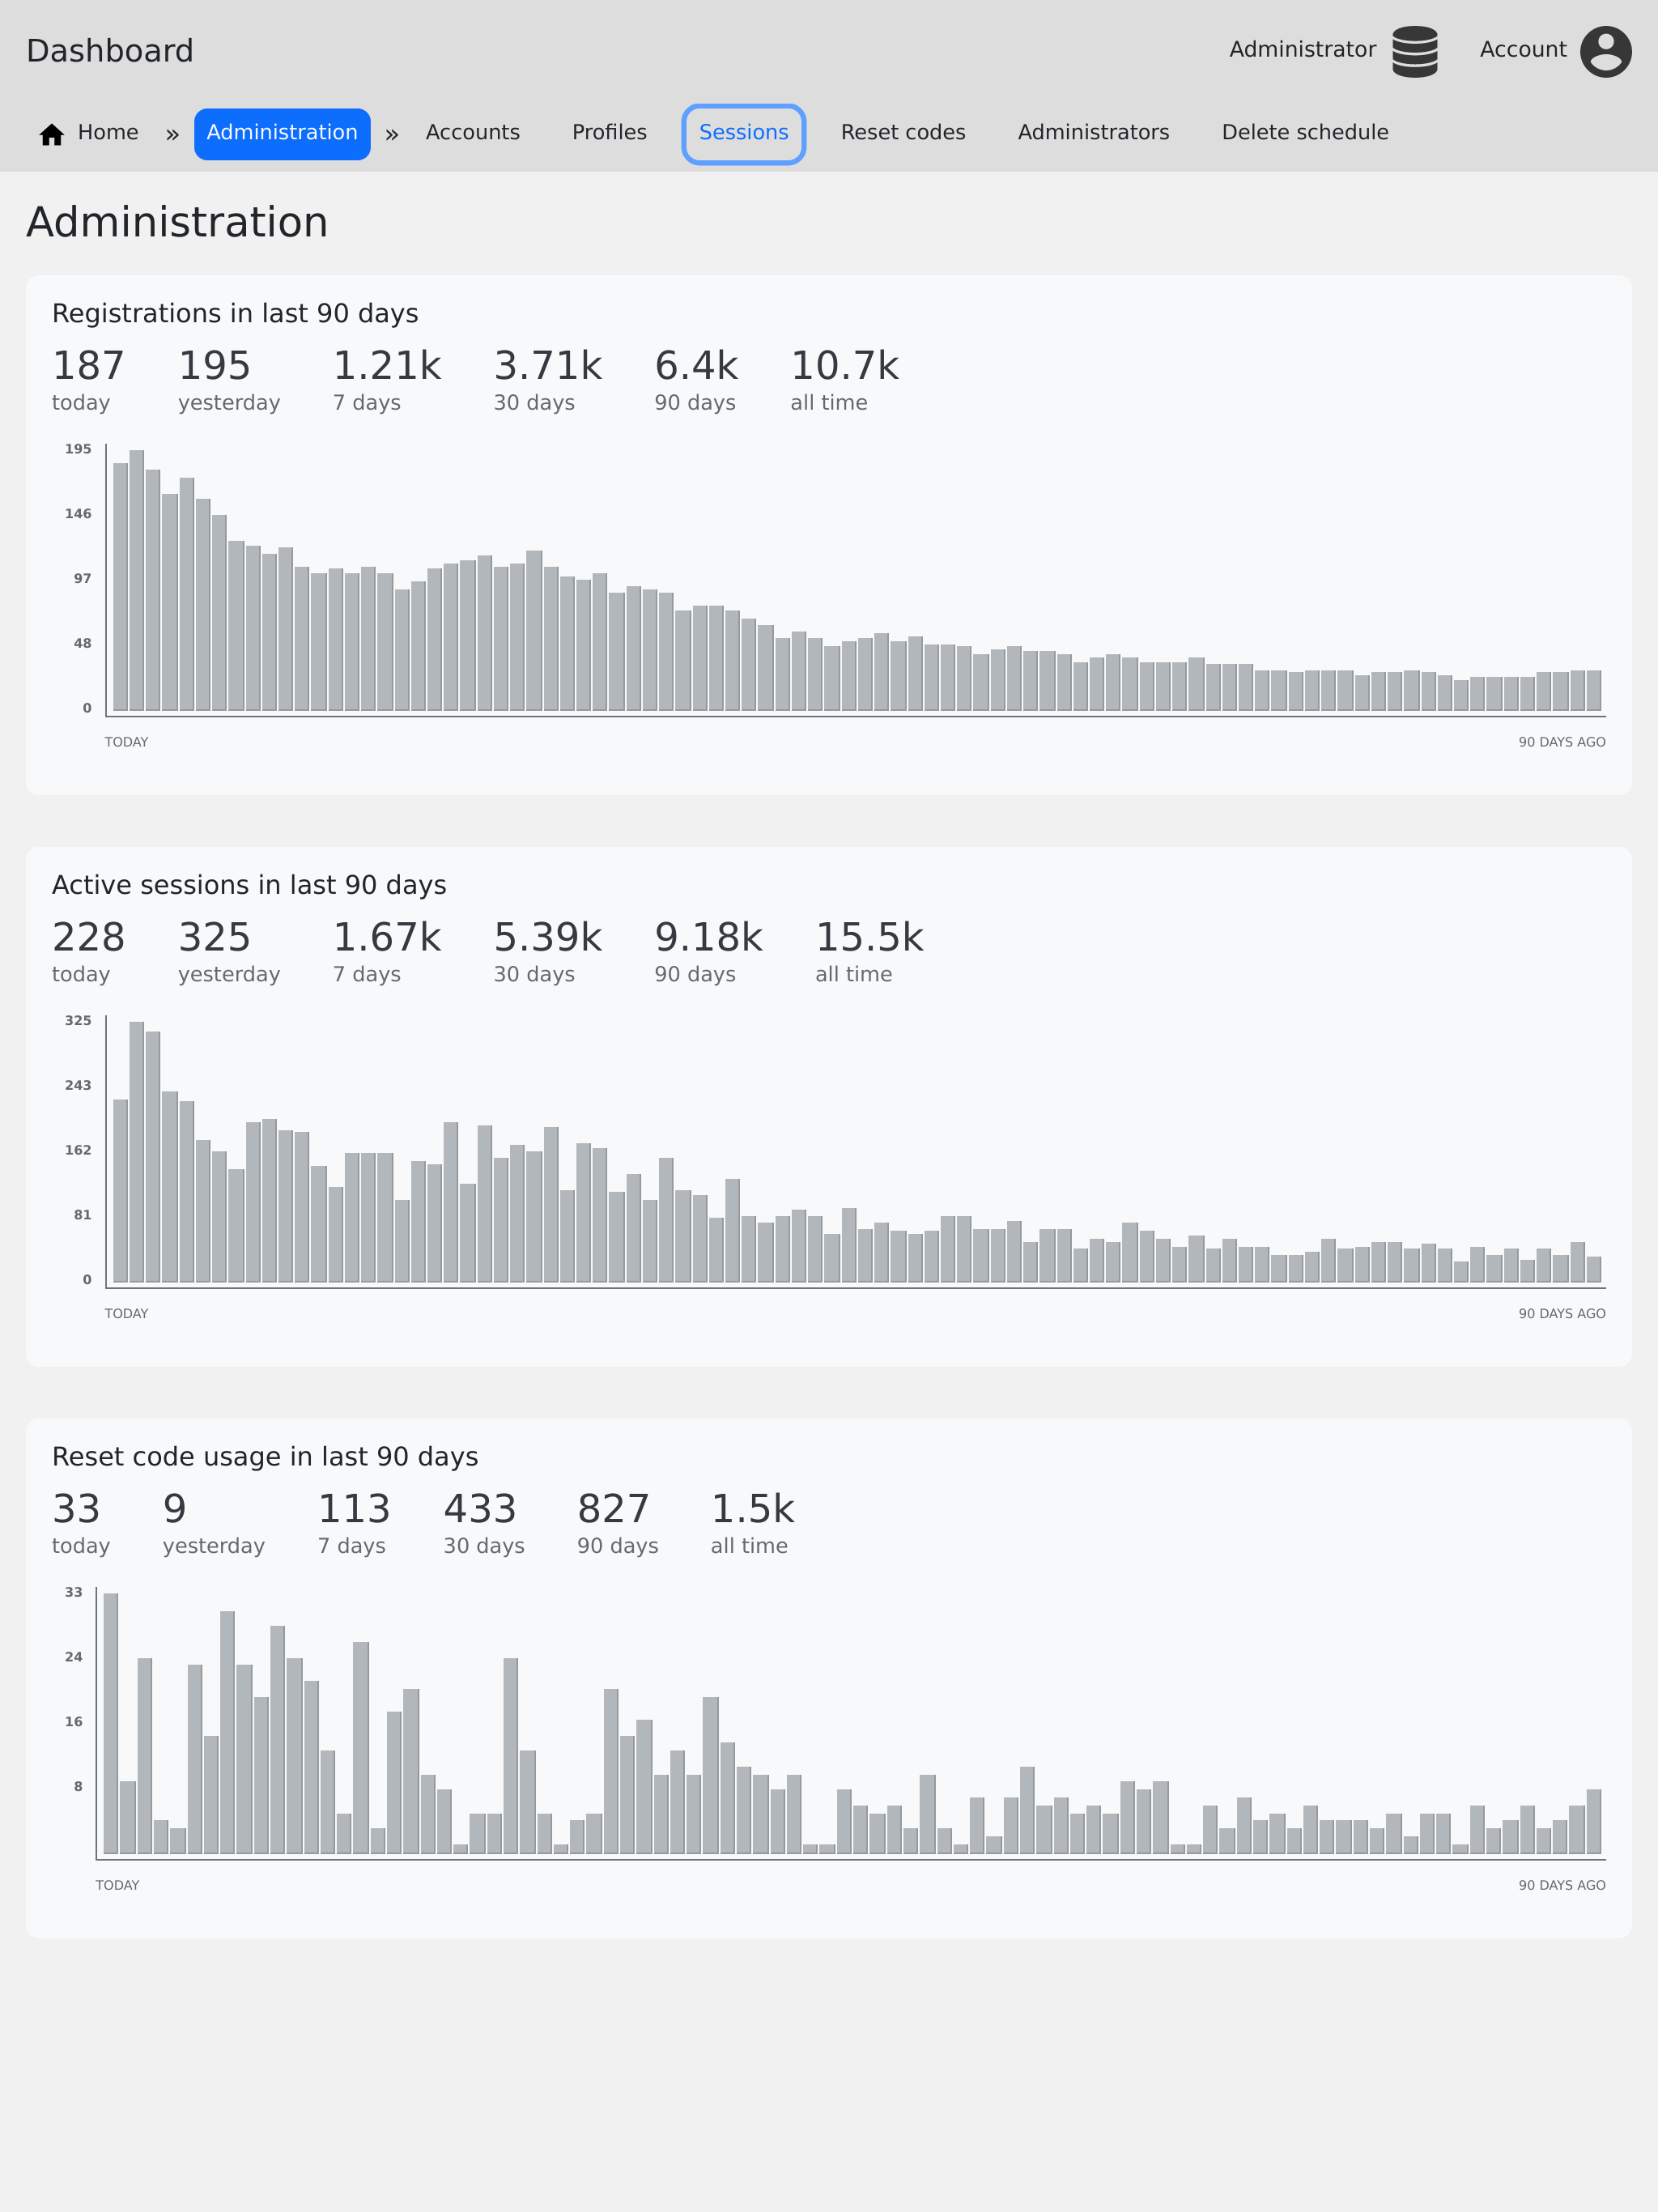 Dashboard
Administrator
Account
Home » Administration » Accounts Profiles Sessions Reset codes Administrators Delete schedule
Administration
Registrations in last 90 days
187 195 1.21k 3.71k 6.4k 10.7k
today yesterday 7 days 30 days 90 days all time
195
146
97
48
0
TODAY 90 DAYS AGO
Active sessions in last 90 days
228 325 1.67k 5.39k 9.18k 15.5k
today yesterday 7 days 30 days 90 days all time
325
243
162
81
0
TODAY 90 DAYS AGO
Reset code usage in last 90 days
33 9 113 433 827 1.5k
today yesterday 7 days 30 days 90 days all time
33
24
16
8
TODAY 90 DAYS AGO